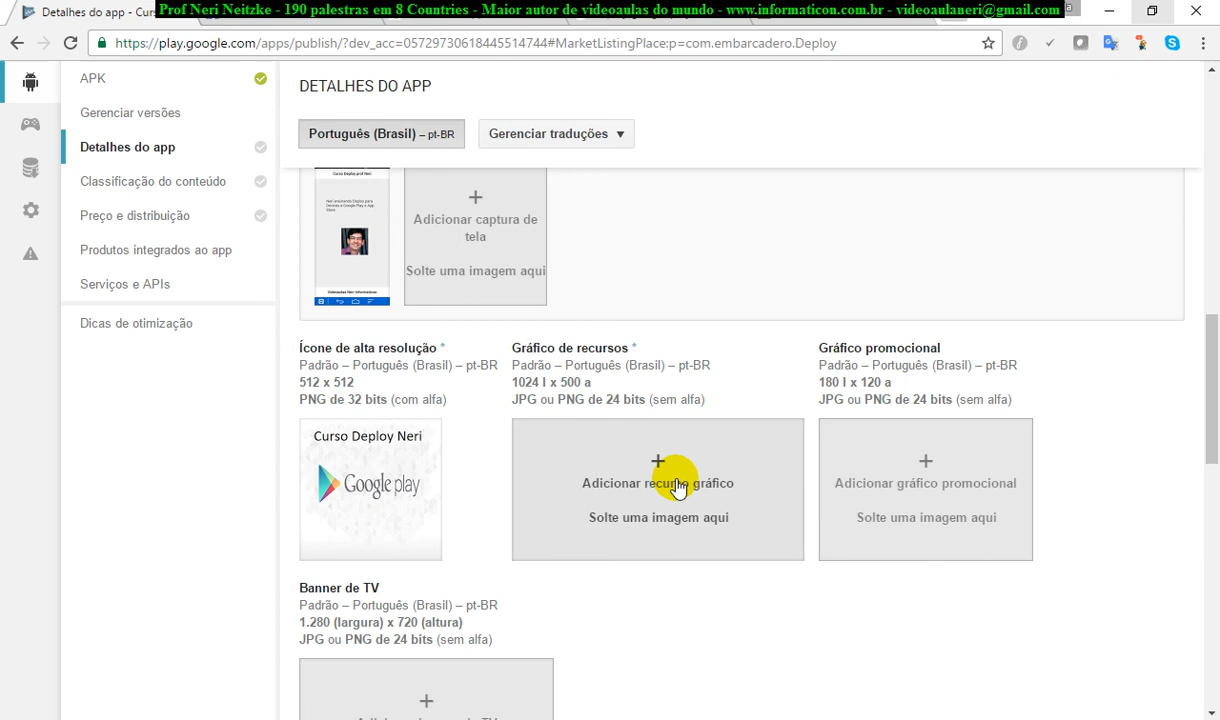 Detalhes do app - Curs
Prof Neri Neitzke - 190 palestras em 8 Countries - Maior autor de videoaulas do mundo - www.informaticon.com.br - videoaulaneri@gmail.com
https://play.google.com/apps/publish/?dev_acc=05729730618445514744#MarketListingPlace:p=com.embarcadero.Deploy
APK
Gerenciar versões
Detalhes do app
Classificação do conteúdo
Preço e distribuição
Produtos integrados ao app
Serviços e APIs
Dicas de otimização
DETALHES DO APP
Português (Brasil) – pt-BR
Gerenciar traduções
Curso Deploy prof Neri
Videoaulas Neri Informaticon
Adicionar captura de
tela
Solte uma imagem aqui
Ícone de alta resolução *
Padrão – Português (Brasil) – pt-BR
512 x 512
PNG de 32 bits (com alfa)
Curso Deploy Neri
Google play
Gráfico de recursos *
Padrão – Português (Brasil) – pt-BR
1024 l x 500 a
JPG ou PNG de 24 bits (sem alfa)
Adicionar recurso gráfico
Solte uma imagem aqui
Gráfico promocional
Padrão – Português (Brasil) – pt-BR
180 l x 120 a
JPG ou PNG de 24 bits (sem alfa)
Adicionar gráfico promocional
Solte uma imagem aqui
Banner de TV
Padrão – Português (Brasil) – pt-BR
1.280 (largura) x 720 (altura)
JPG ou PNG de 24 bits (sem alfa)